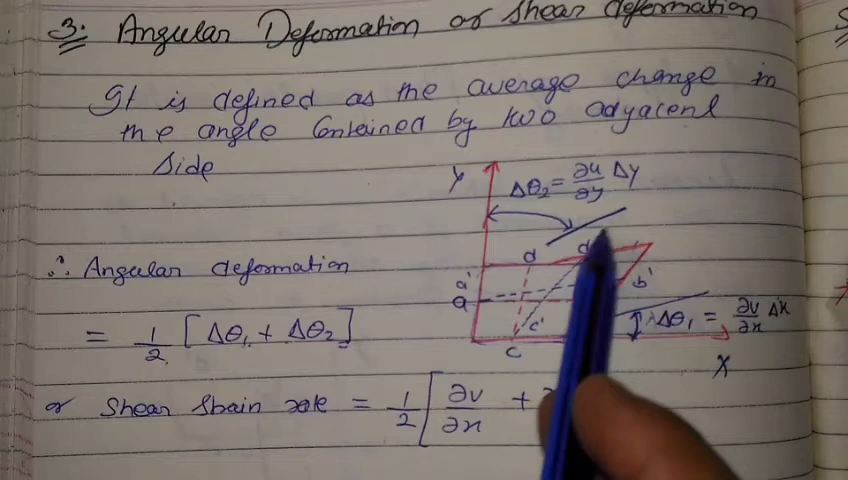 3. Angular Deformation or Shear deformation
It is defined as the average change in
the angle Contained by two adyacent
side
y
Δθ₂ = ∂u/∂y Δy
d d'
∴ Angular deformation
a'
a
b'
= 1/2 [Δθ₁ + Δθ₂]
c'
c
Δθ₁ = ∂v/∂x Δx
X
or Shear Strain rate = 1/2 [ ∂v/∂x +